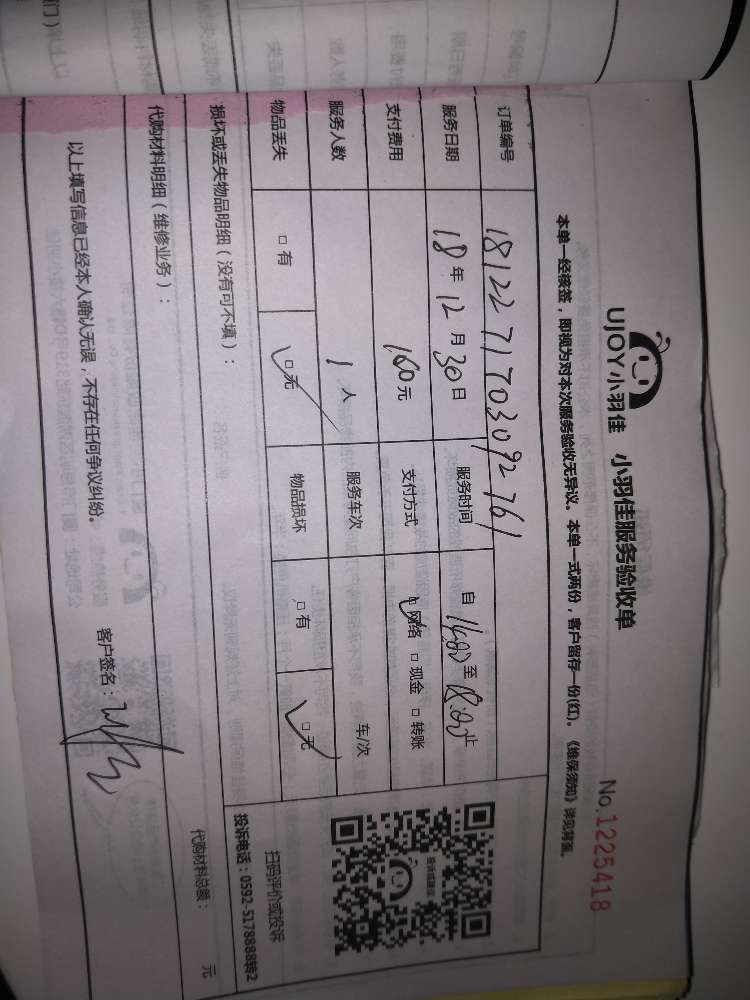 UJOY小羽佳 小羽佳服务验收单
No.1225418
本单一经核签，即视为对本次服务验收无异议。本单一式两份，客户留存一份(红)。《维保须知》详见背面。
订单编号 1812271703092761
服务日期 18年12月30日 服务时间 自14:00至18:00止
支付费用 160元 支付方式 □网络 □现金 □转账
服务人数 1人 服务车次 车/次
物品丢失 □有 □无 物品损坏 □有 □无
扫码评价或投诉
投诉电话：0592-5178888转2
损坏或丢失物品明细（没有可不填）：
代购材料明细（维修业务）：
代购材料总额： 元
以上填写信息已经本人确认无误，不存在任何争议纠纷。
客户签名：